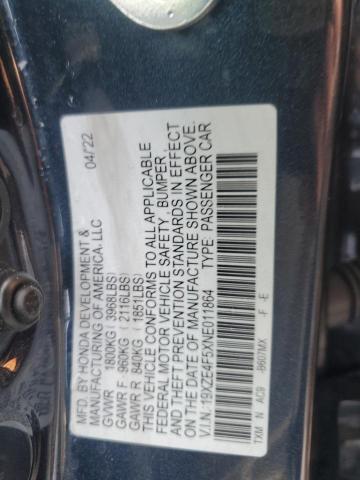 MFD. BY HONDA DEVELOPMENT &
MANUFACTURING OF AMERICA, LLC 04/'22
GVWR 1800KG (3968LBS)
GAWR F 960KG (2116LBS)
GAWR R 840KG (1851LBS)
THIS VEHICLE CONFORMS TO ALL APPLICABLE
FEDERAL MOTOR VEHICLE SAFETY, BUMPER,
AND THEFT PREVENTION STANDARDS IN EFFECT
ON THE DATE OF MANUFACTURE SHOWN ABOVE.
V.I.N.: 19XZE4F5XNE011864 TYPE: PASSENGER CAR
TXM N AC9 -B607MX -F -E